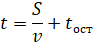 t = S/v + tост